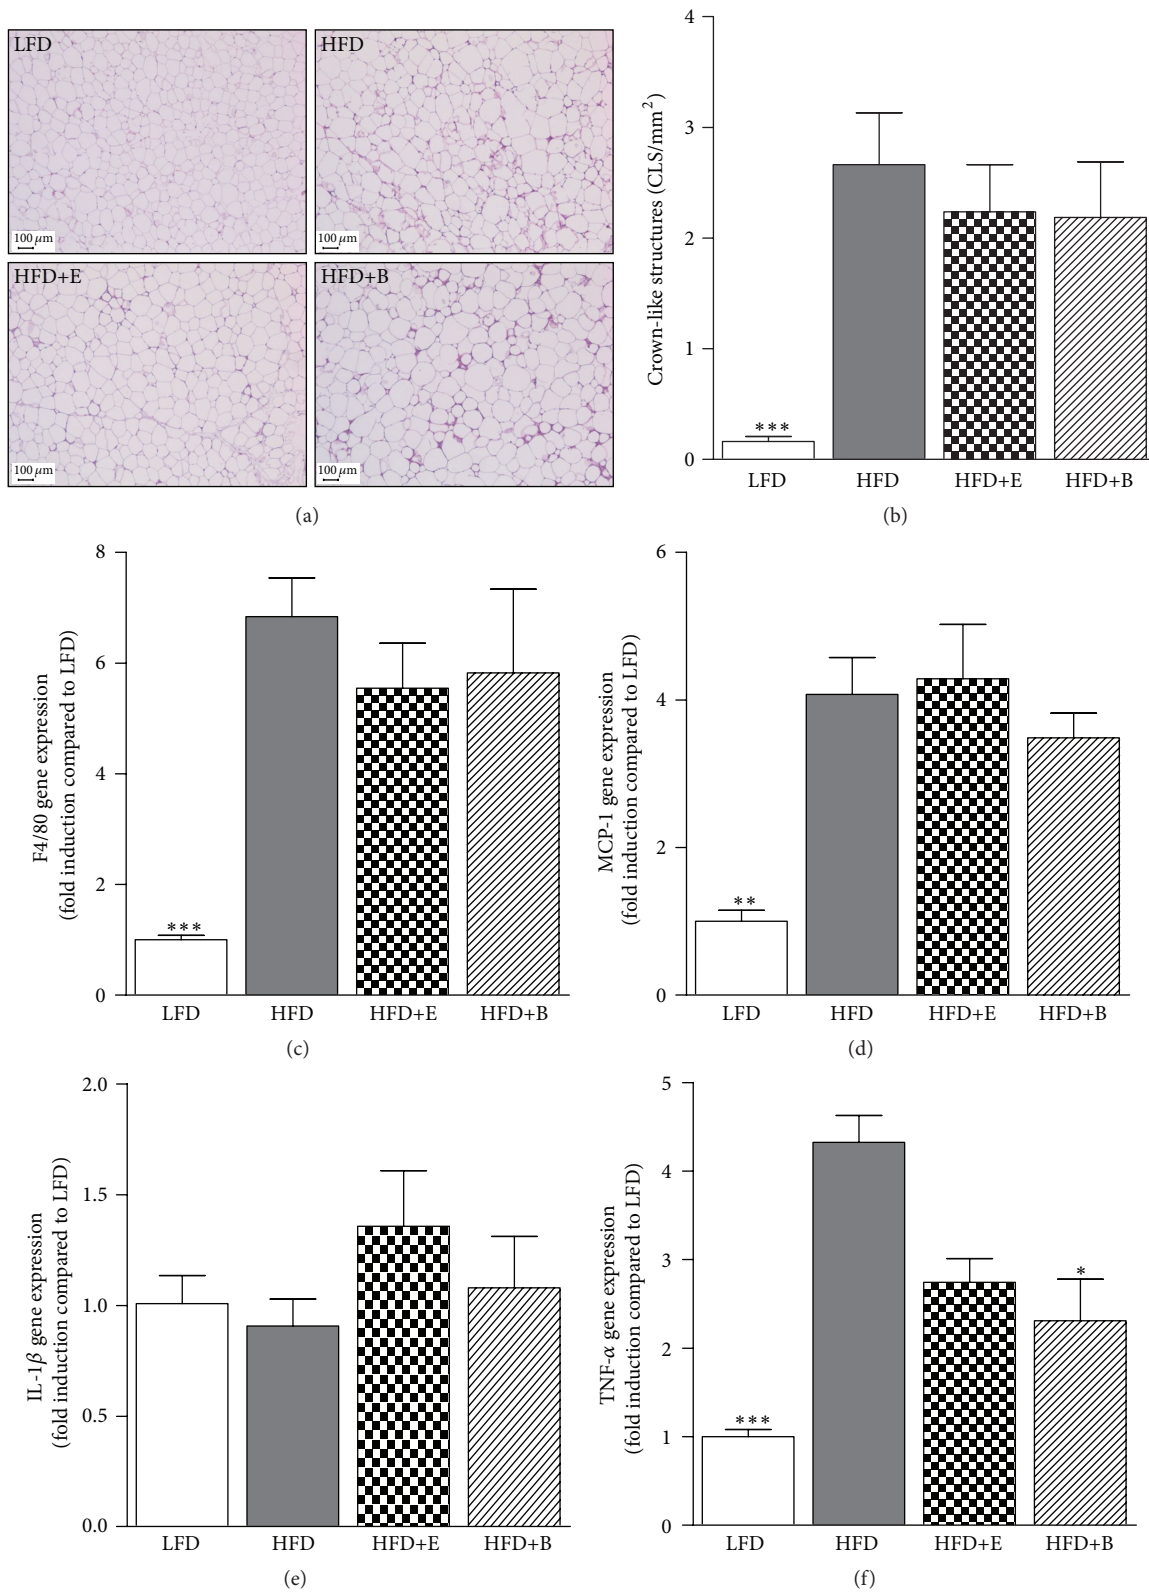 LFD
HFD
100 μm
100 μm
HFD+E
HFD+B
100 μm
100 μm
(a)
Crown-like structures (CLS/mm²)
4
3
2
1
0
***
LFD HFD HFD+E HFD+B
(b)
F4/80 gene expression
(fold induction compared to LFD)
8
6
4
2
0
***
LFD HFD HFD+E HFD+B
(c)
MCP-1 gene expression
(fold induction compared to LFD)
6
4
2
0
**
LFD HFD HFD+E HFD+B
(d)
IL-1β gene expression
(fold induction compared to LFD)
2.0
1.5
1.0
0.5
0.0
LFD HFD HFD+E HFD+B
(e)
TNF-α gene expression
(fold induction compared to LFD)
5
4
3
2
1
0
***
*
LFD HFD HFD+E HFD+B
(f)